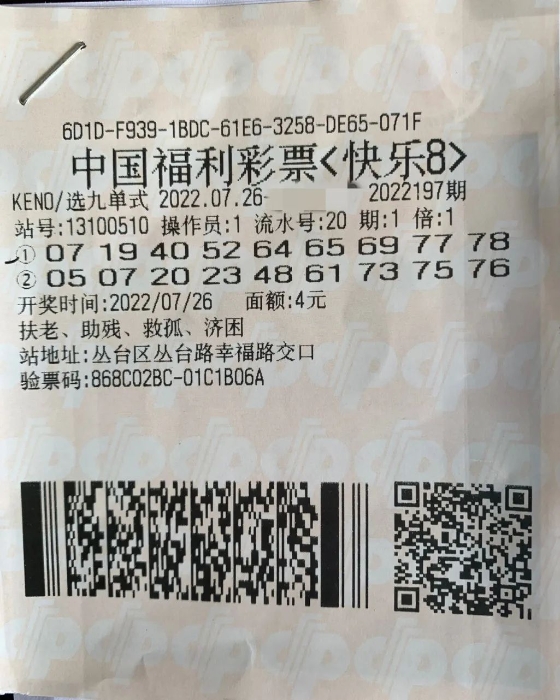 6D1D-F939-1BDC-61E6-3258-DE65-071F
中国福利彩票<快乐8>
KENO/选九单式 2022.07.26- 2022197期
站号:13100510 操作员:1 流水号:20 期:1 倍:1
① 07 19 40 52 64 65 69 77 78
② 05 07 20 23 48 61 73 75 76
开奖时间:2022/07/26 面额:4元
扶老、助残、救孤、济困
站地址:丛台区丛台路幸福路交口
验票码:868C02BC-01C1B06A